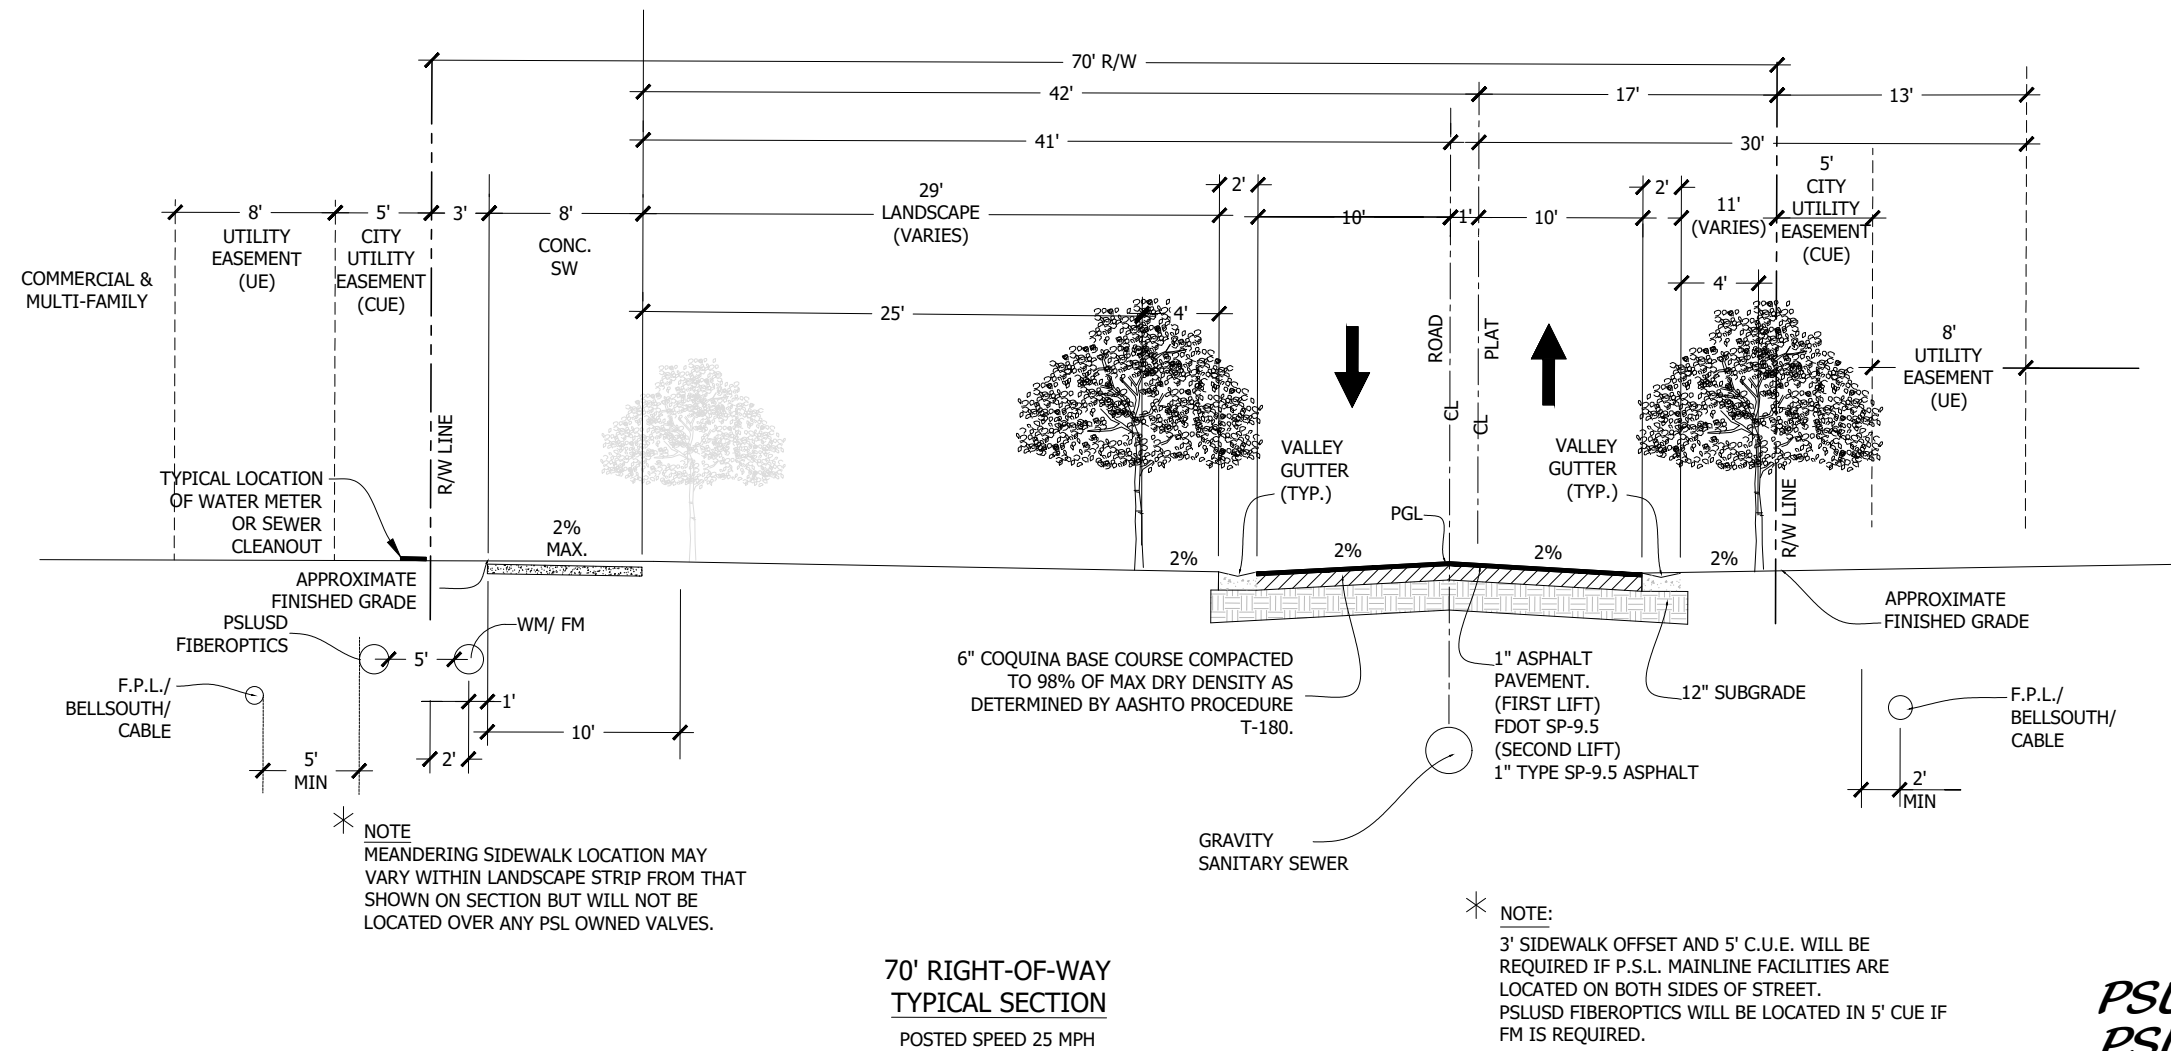 70' R/W
42'
17'
13'
41'
30'
8'
UTILITY
EASEMENT
(UE)
5'
CITY
UTILITY
EASEMENT
(CUE)
3'
8'
CONC.
SW
29'
LANDSCAPE
(VARIES)
2'
10'
1'
10'
2'
11'
(VARIES)
5'
CITY
UTILITY
EASEMENT
(CUE)
COMMERCIAL &
MULTI-FAMILY
25'
4'
4'
ROAD
CL
PLAT
CL
8'
UTILITY
EASEMENT
(UE)
R/W LINE
VALLEY
GUTTER
(TYP.)
VALLEY
GUTTER
(TYP.)
R/W LINE
TYPICAL LOCATION
OF WATER METER
OR SEWER
CLEANOUT
2%
MAX.
PGL
2%
2%
2%
2%
APPROXIMATE
FINISHED GRADE
APPROXIMATE
FINISHED GRADE
PSLUSD
FIBEROPTICS
5'
WM/ FM
F.P.L./
BELLSOUTH/
CABLE
1'
10'
2'
5'
MIN
6" COQUINA BASE COURSE COMPACTED
TO 98% OF MAX DRY DENSITY AS
DETERMINED BY AASHTO PROCEDURE
T-180.
1" ASPHALT
PAVEMENT.
(FIRST LIFT)
FDOT SP-9.5
(SECOND LIFT)
1" TYPE SP-9.5 ASPHALT
12" SUBGRADE
F.P.L./
BELLSOUTH/
CABLE
2'
MIN
GRAVITY
SANITARY SEWER
NOTE
MEANDERING SIDEWALK LOCATION MAY
VARY WITHIN LANDSCAPE STRIP FROM THAT
SHOWN ON SECTION BUT WILL NOT BE
LOCATED OVER ANY PSL OWNED VALVES.
NOTE:
3' SIDEWALK OFFSET AND 5' C.U.E. WILL BE
REQUIRED IF P.S.L. MAINLINE FACILITIES ARE
LOCATED ON BOTH SIDES OF STREET.
PSLUSD FIBEROPTICS WILL BE LOCATED IN 5' CUE IF
FM IS REQUIRED.
70' RIGHT-OF-WAY
TYPICAL SECTION
POSTED SPEED 25 MPH